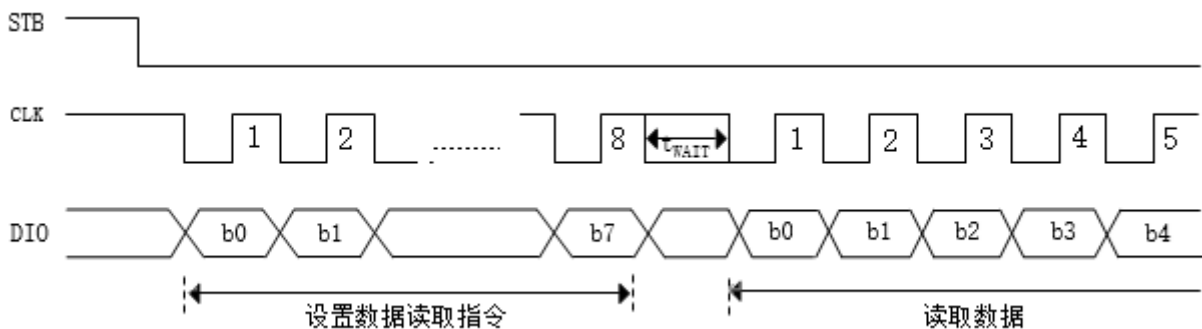 STB
CLK 1 2 ......... 8 tWAIT 1 2 3 4 5
DIO b0 b1 b7 b0 b1 b2 b3 b4
设置数据读取指令 读取数据